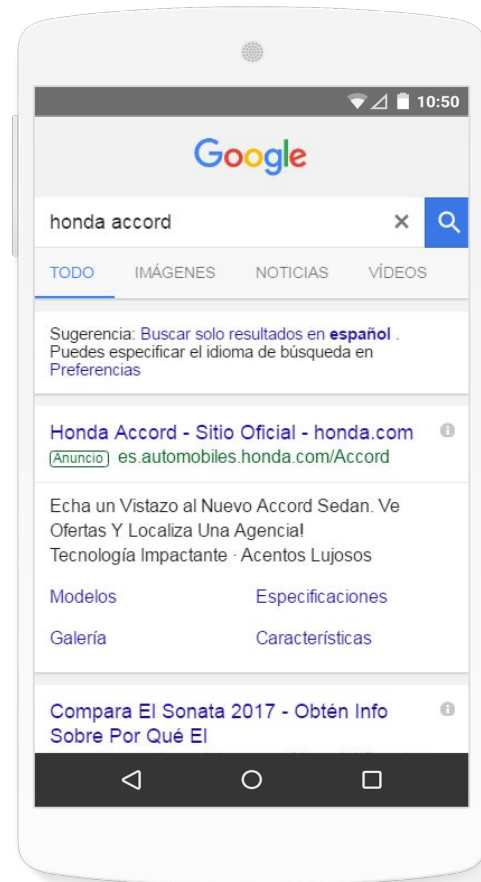 10:50
Google
honda accord
TODO IMÁGENES NOTICIAS VÍDEOS
Sugerencia: Buscar solo resultados en español .
Puedes especificar el idioma de búsqueda en
Preferencias
Honda Accord - Sitio Oficial - honda.com
Anuncio es.automobiles.honda.com/Accord
Echa un Vistazo al Nuevo Accord Sedan. Ve
Ofertas Y Localiza Una Agencia!
Tecnología Impactante · Acentos Lujosos
Modelos Especificaciones
Galería Características
Compara El Sonata 2017 - Obtén Info
Sobre Por Qué El